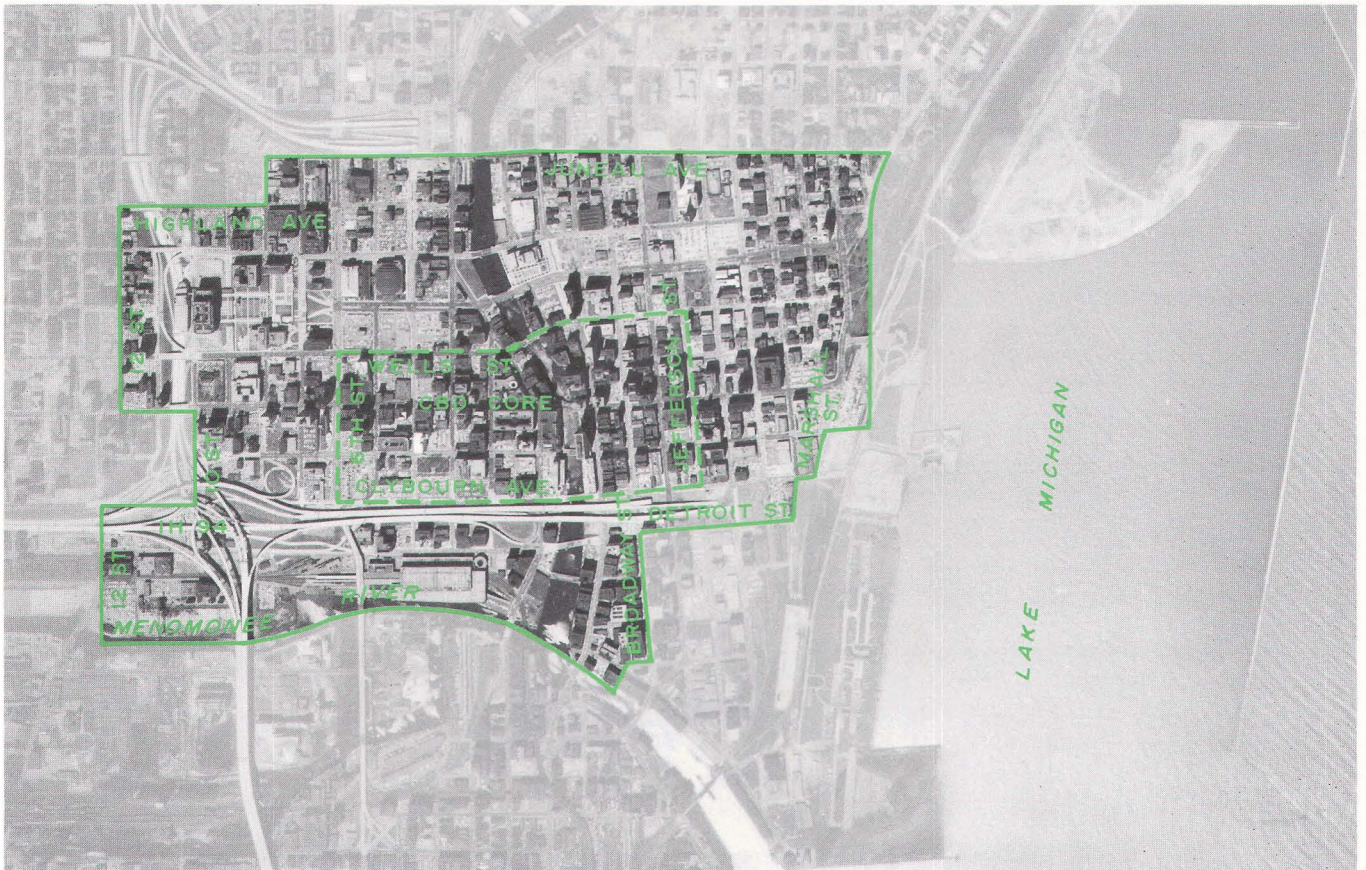 JUNEAU AVE
HIGHLAND AVE
12 ST
WELLS ST
ST
CBD CORE
6TH ST
JEFFERSON
MARSHALL
ST.
10 ST
CLYBOURN AVE
IH 94
DETROIT ST
BROADWAY ST
12 ST
RIVER
MENOMONEE
LAKE MICHIGAN